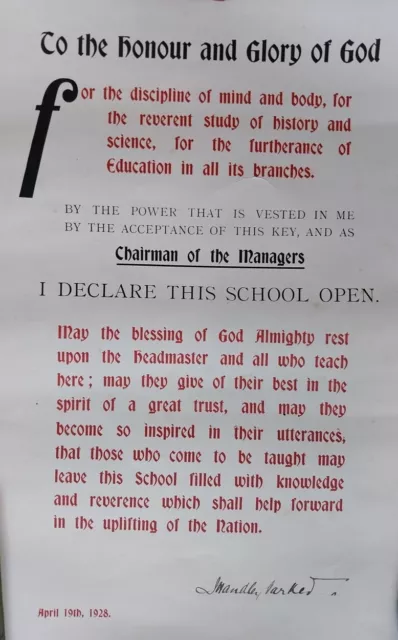 To the Honour and Glory of God
for the discipline of mind and body, for
the reverent study of history and
science, for the furtherance of
Education in all its branches.
BY THE POWER THAT IS VESTED IN ME
BY THE ACCEPTANCE OF THIS KEY, AND AS
Chairman of the Managers
I DECLARE THIS SCHOOL OPEN.
May the blessing of God Almighty rest
upon the Headmaster and all who teach
here; may they give of their best in the
spirit of a great trust, and may they
become so inspired in their utterances,
that those who come to be taught may
leave this School filled with knowledge
and reverence which shall help forward
in the uplifting of the Nation.
April 19th, 1928.